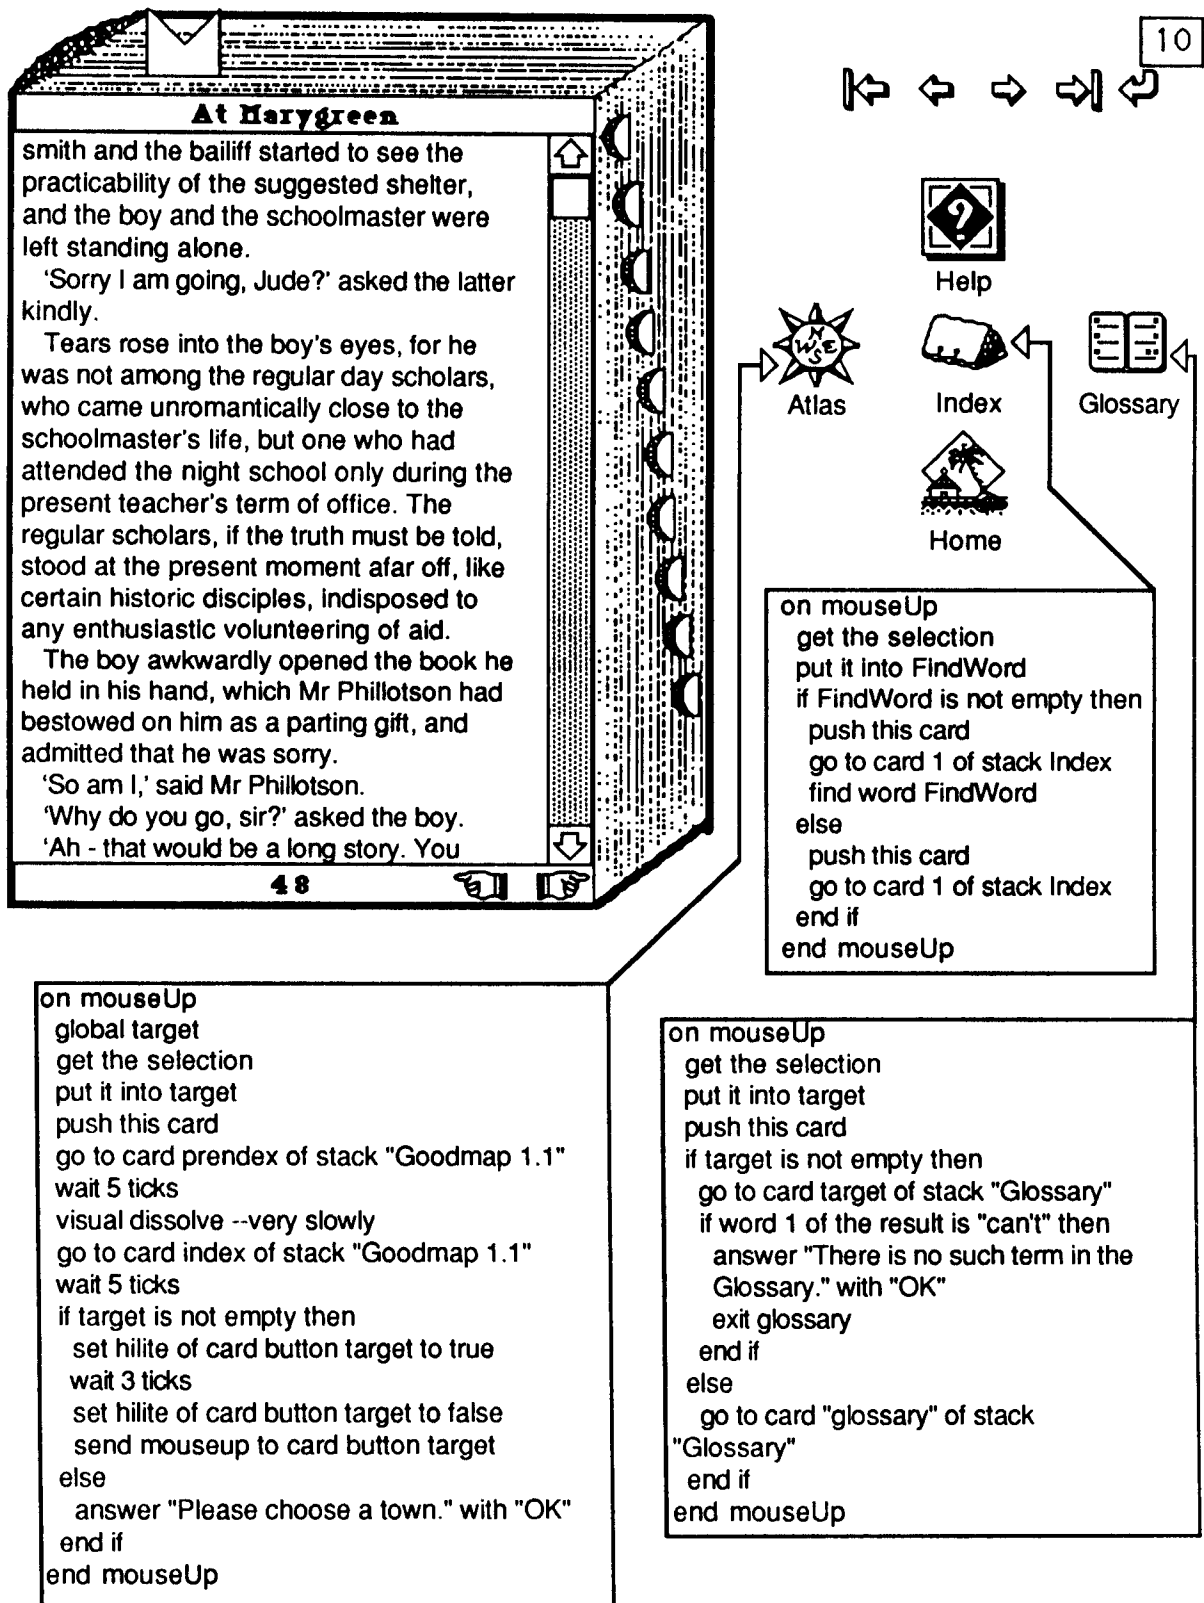 10
At Marygreen
smith and the bailiff started to see the
practicability of the suggested shelter,
and the boy and the schoolmaster were
left standing alone.
'Sorry I am going, Jude?' asked the latter
kindly.
Tears rose into the boy's eyes, for he
was not among the regular day scholars,
who came unromantically close to the
schoolmaster's life, but one who had
attended the night school only during the
present teacher's term of office. The
regular scholars, if the truth must be told,
stood at the present moment afar off, like
certain historic disciples, indisposed to
any enthusiastic volunteering of aid.
The boy awkwardly opened the book he
held in his hand, which Mr Phillotson had
bestowed on him as a parting gift, and
admitted that he was sorry.
'So am I,' said Mr Phillotson.
'Why do you go, sir?' asked the boy.
'Ah - that would be a long story. You
48
?
Help
N
W E
S
Atlas
Index
Glossary
Home
on mouseUp
get the selection
put it into FindWord
if FindWord is not empty then
push this card
go to card 1 of stack Index
find word FindWord
else
push this card
go to card 1 of stack Index
end if
end mouseUp
on mouseUp
global target
get the selection
put it into target
push this card
go to card prendex of stack "Goodmap 1.1"
wait 5 ticks
visual dissolve --very slowly
go to card index of stack "Goodmap 1.1"
wait 5 ticks
if target is not empty then
set hilite of card button target to true
wait 3 ticks
set hilite of card button target to false
send mouseup to card button target
else
answer "Please choose a town." with "OK"
end if
end mouseUp
on mouseUp
get the selection
put it into target
push this card
if target is not empty then
go to card target of stack "Glossary"
if word 1 of the result is "can't" then
answer "There is no such term in the
Glossary." with "OK"
exit glossary
end if
else
go to card "glossary" of stack
"Glossary"
end if
end mouseUp